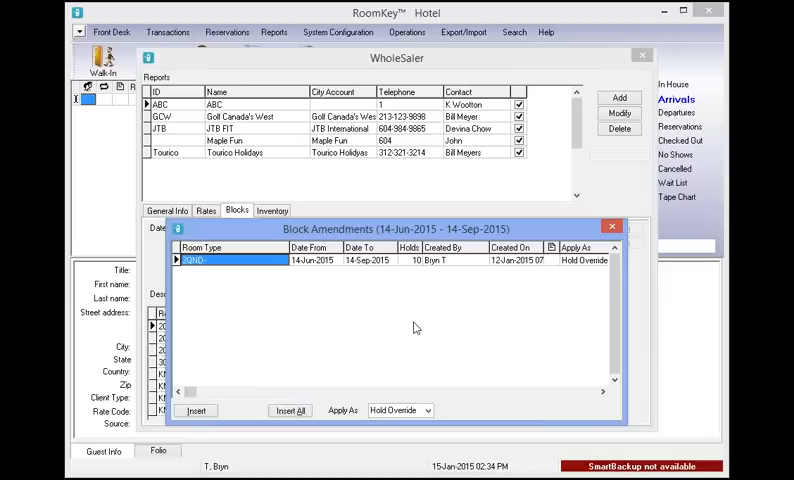 RoomKey™ Hotel
Front Desk Transactions Reservations Reports System Configuration Operations Export/Import Search Help
Walk-In
WholeSaler
Reports
ID Name City Account Telephone Contact
ABC ABC 1 K Wootton
GCW Golf Canada's West Golf Canada's Wes 213-123-9898 Bill Meyer
JTB JTB FIT JTB International 604-984-9865 Devina Chow
Maple Fun Maple Fun 604 John
Tourico Tourico Holidays Tourico Holidyas 312-321-3214 Bill Meyers
Add
Modify
Delete
In House
Arrivals
Departures
Reservations
Checked Out
No Shows
Cancelled
Wait List
Tape Chart
General Info Rates Blocks Inventory
Date
Block Amendments (14-Jun-2015 - 14-Sep-2015)
Room Type Date From Date To Holds Created By Created On Apply As
2QND- 14-Jun-2015 14-Sep-2015 10 Bryn T 12-Jan-2015 07 Hold Override
Title:
First name:
Last name:
Street address:
City:
State
Country:
Zip
Client Type:
Rate Code:
Source:
Insert Insert All Apply As Hold Override
Guest Info Folio
T, Bryn 15-Jan-2015 02:34 PM SmartBackup not available